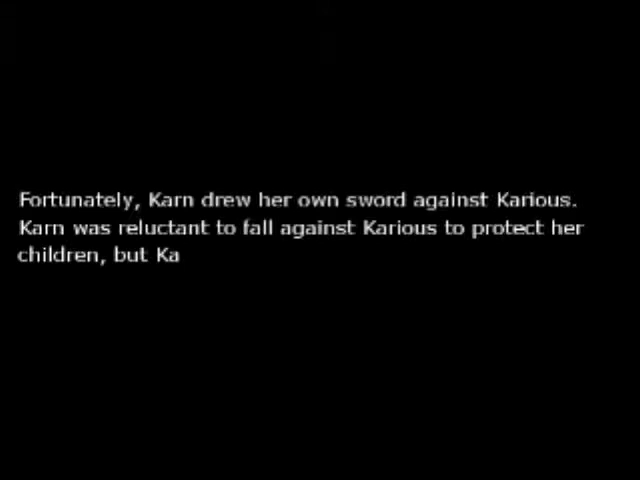 Fortunately, Karn drew her own sword against Karious.
Karn was reluctant to fall against Karious to protect her
children, but Ka